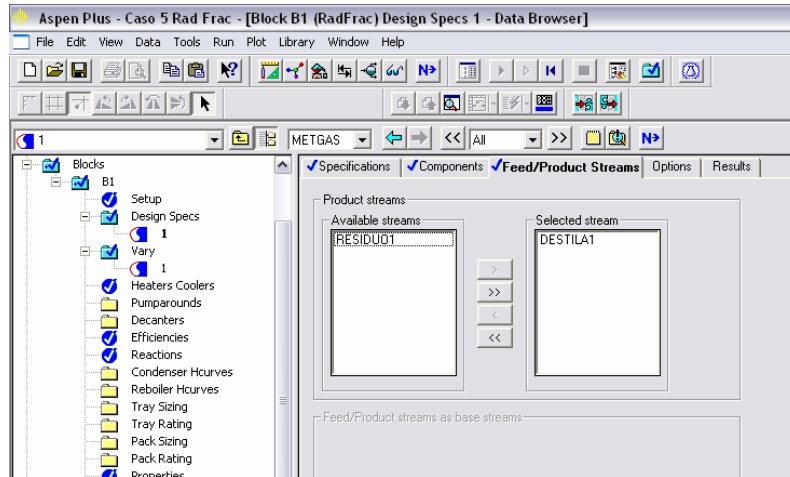 Aspen Plus - Caso 5 Rad Frac - [Block B1 (RadFrac) Design Specs 1 - Data Browser]
File Edit View Data Tools Run Plot Library Window Help
N>
1 METGAS << All >> N>
Blocks
B1
Setup
Design Specs
1
Vary
1
Heaters Coolers
Pumparounds
Decanters
Efficiencies
Reactions
Condenser Hcurves
Reboiler Hcurves
Tray Sizing
Tray Rating
Pack Sizing
Pack Rating
Properties
Specifications Components Feed/Product Streams Options Results
Product streams
Available streams Selected stream
RESIDUO1 DESTILA1
>
>>
<
<<
Feed/Product streams as base streams